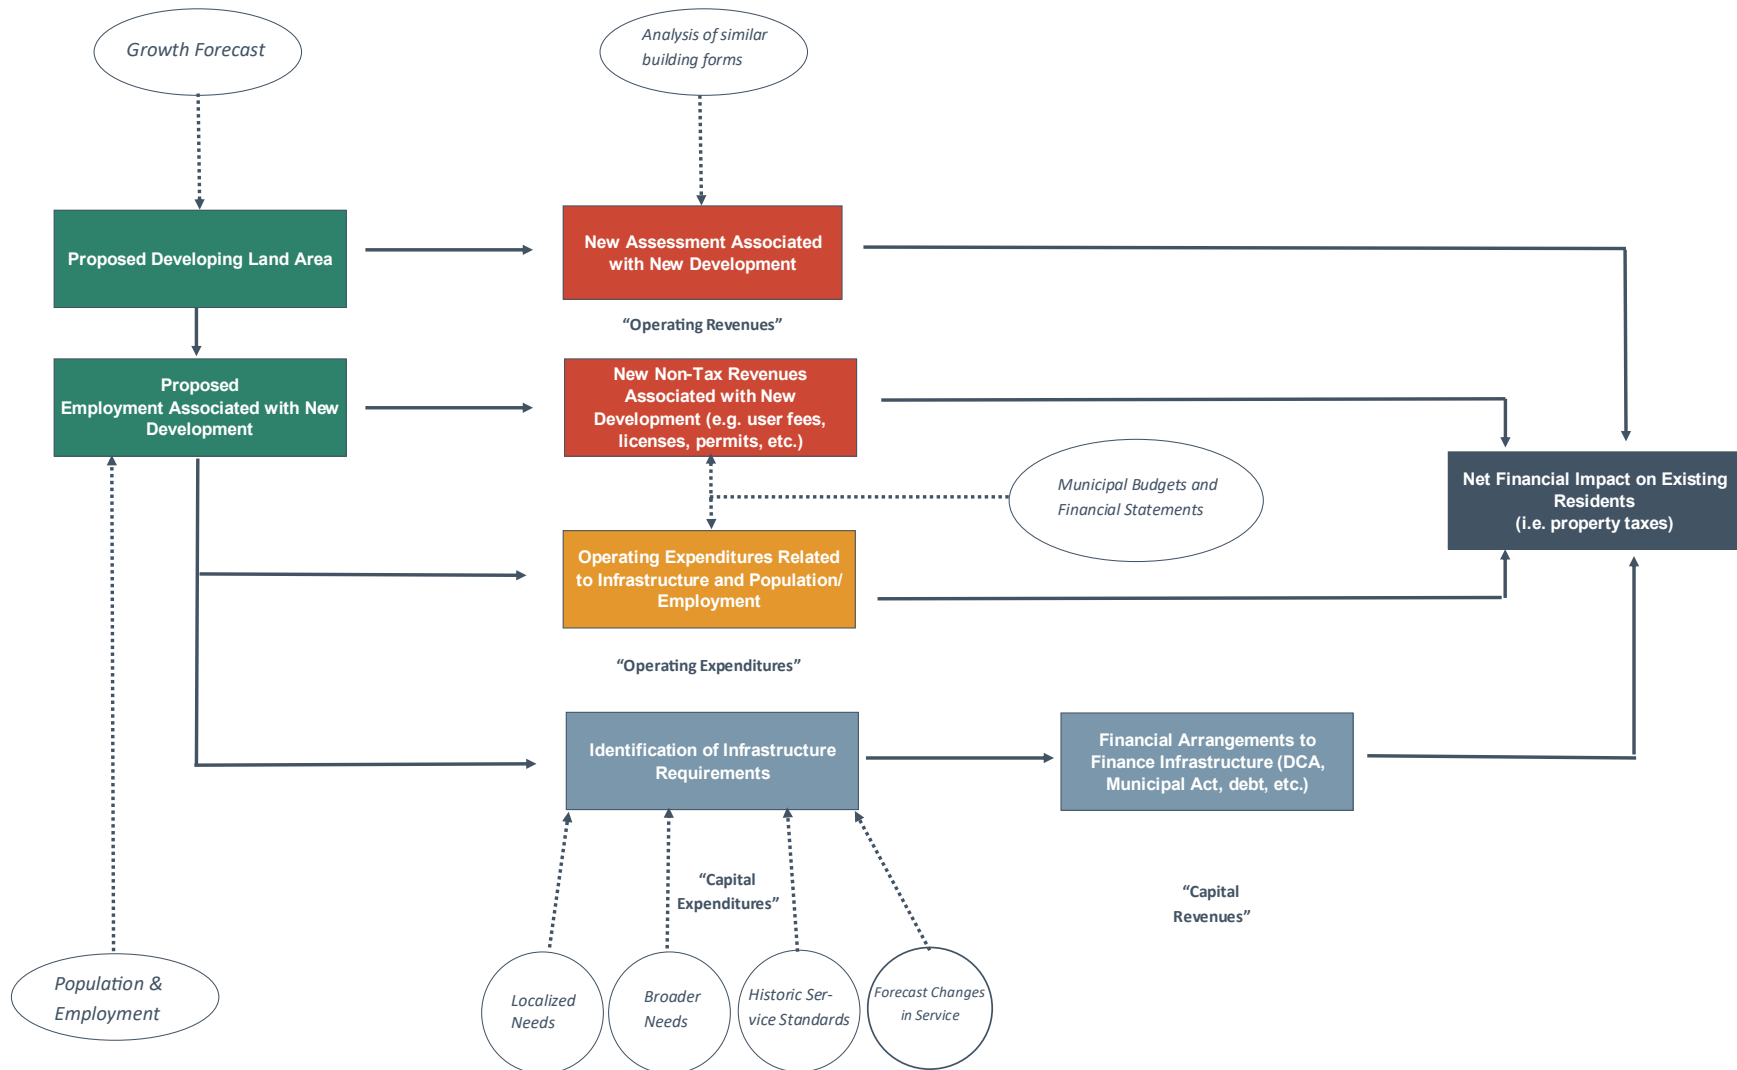 Growth Forecast
Analysis of similar
building forms
Proposed Developing Land Area
New Assessment Associated
with New Development
“Operating Revenues”
Proposed
Employment Associated with New
Development
New Non-Tax Revenues
Associated with New
Development (e.g. user fees,
licenses, permits, etc.)
Municipal Budgets and
Financial Statements
Net Financial Impact on Existing
Residents
(i.e. property taxes)
Operating Expenditures Related
to Infrastructure and Population/
Employment
“Operating Expenditures”
Identification of Infrastructure
Requirements
Financial Arrangements to
Finance Infrastructure (DCA,
Municipal Act, debt, etc.)
“Capital
Expenditures”
“Capital
Revenues”
Population &
Employment
Localized
Needs
Broader
Needs
Historic Ser-
vice Standards
Forecast Changes
in Service